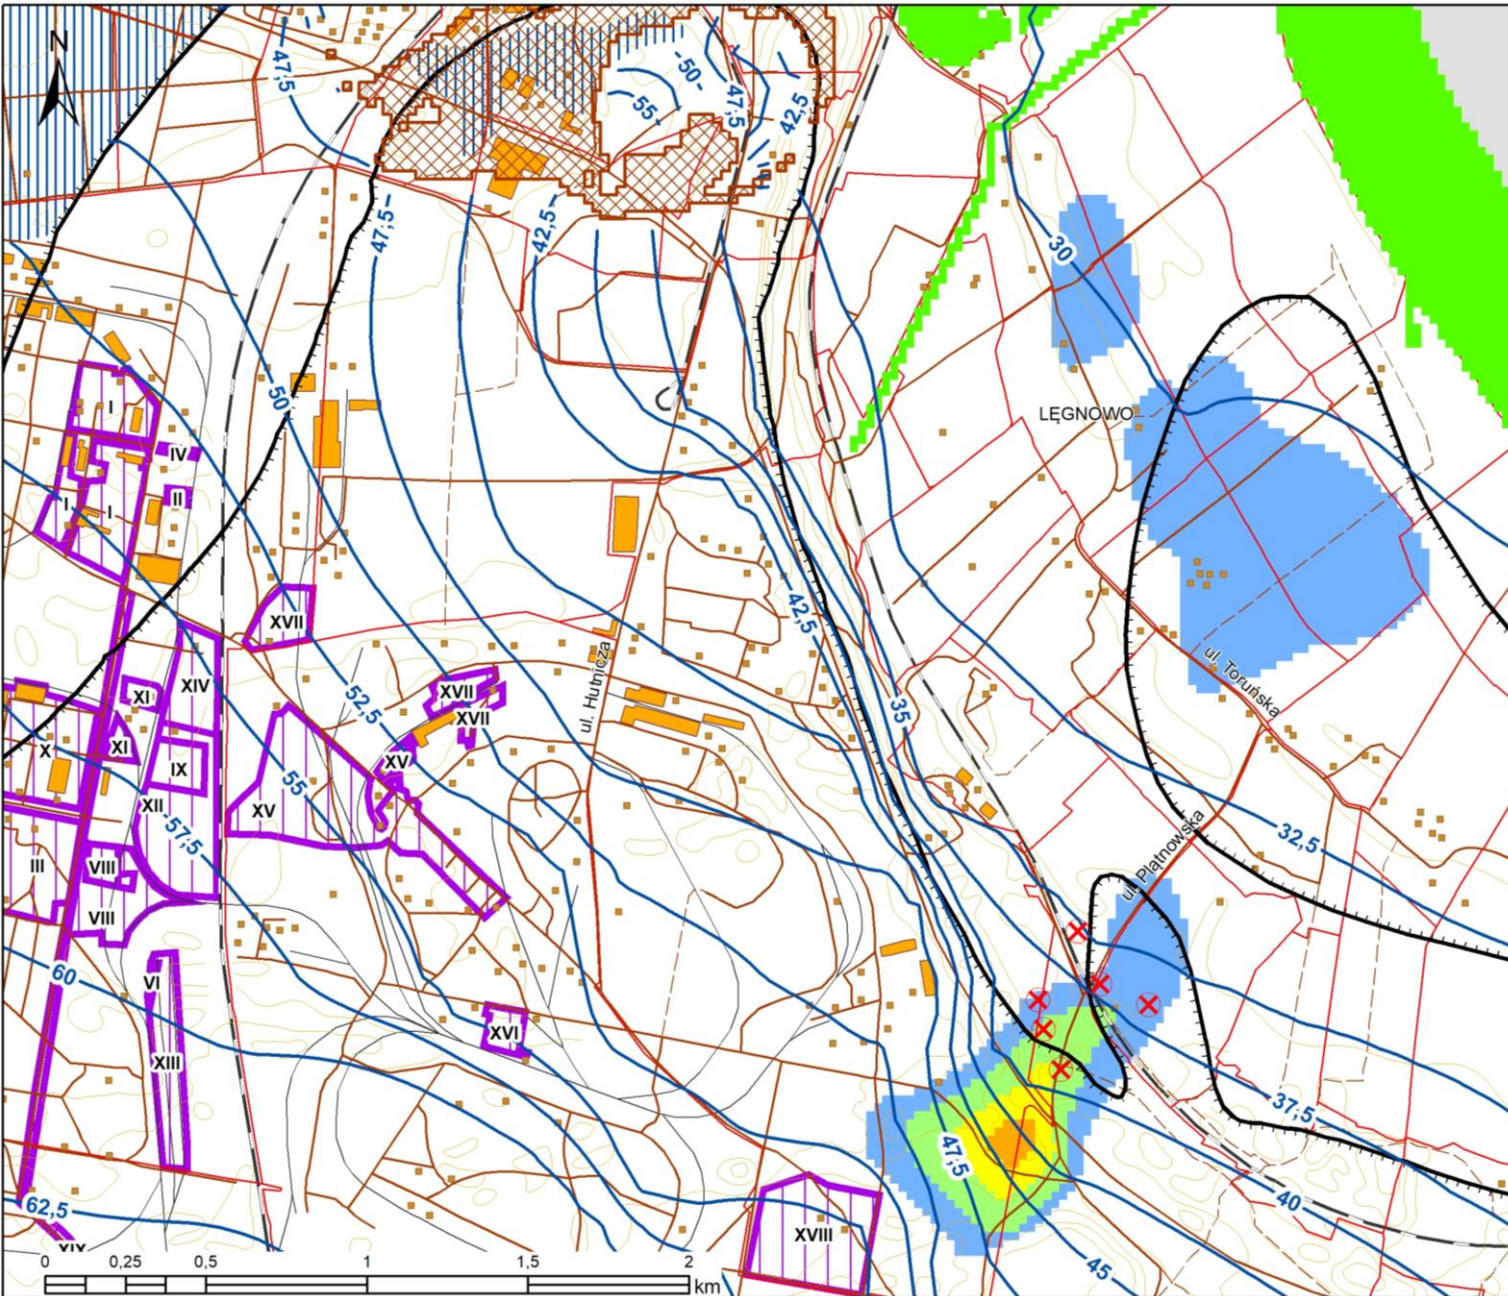 N
47,5
50
55
47,5
42,5
47,5
42,5
30
50
LĘGNOWO
I
IV
II
I
I
XVII
42,5
ul. Hutnicza
ul. Toruńska
XIV
XI
52,5
XVII
XVII
35
X
XI
IX
XV
55
XII
XV
57,5
32,5
ul. Płatnowska
III
VIII
VIII
60
VI
XVI
XIII
37,5
47,5
40
62,5
XVIII
XIX
45
0 0,25 0,5 1 1,5 2
km